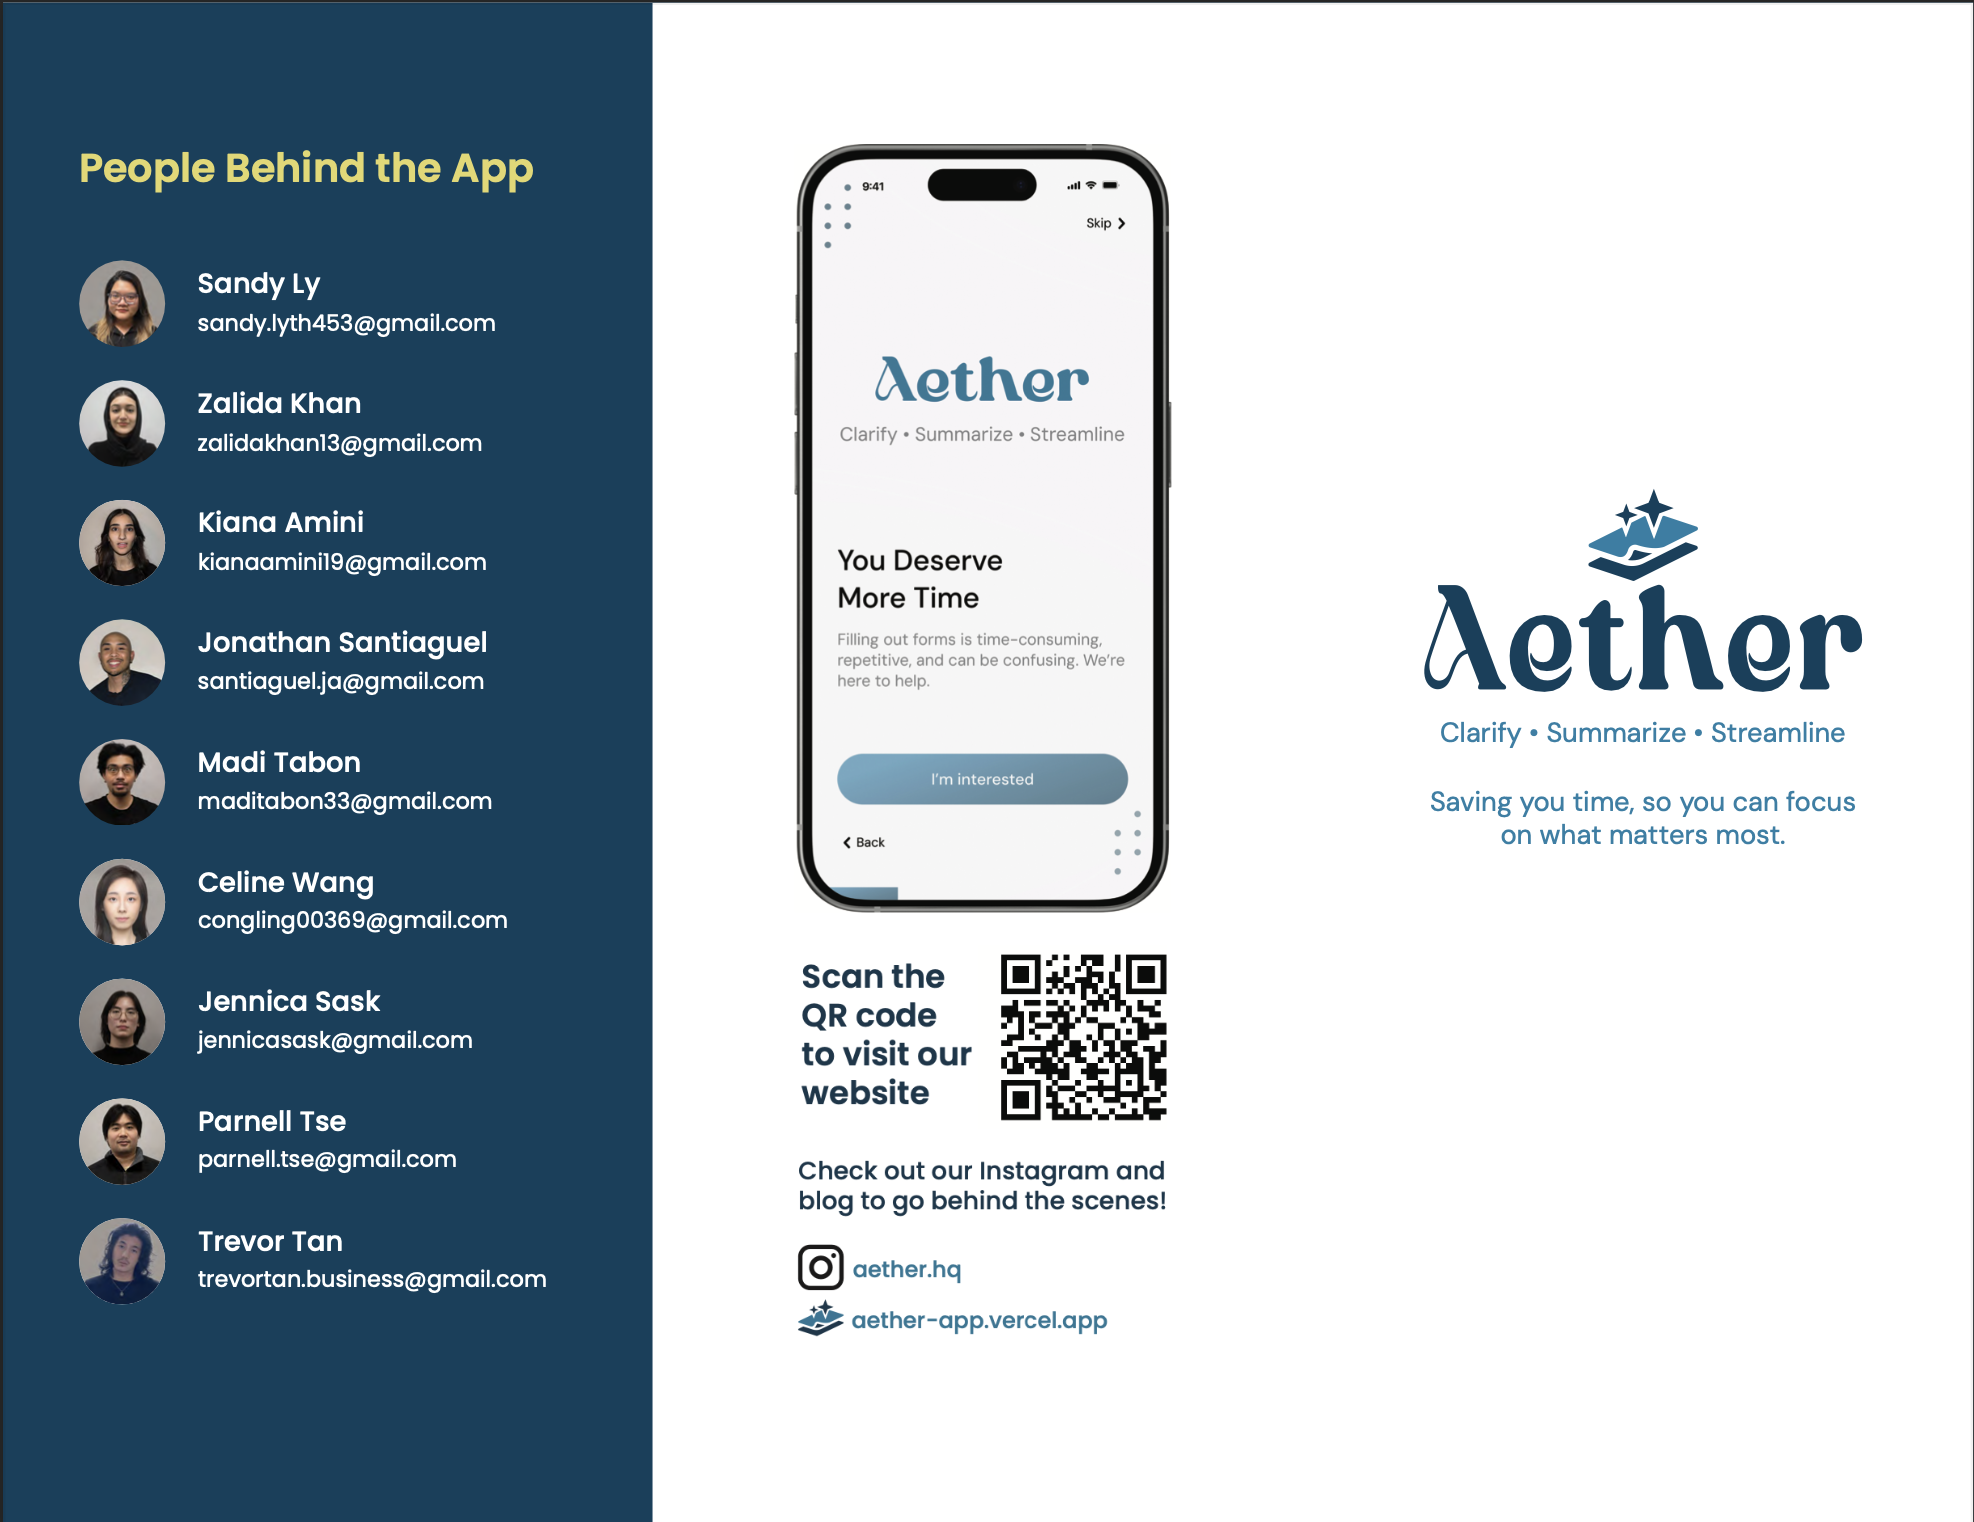 People Behind the App
Sandy Ly
sandy.lyth453@gmail.com
Zalida Khan
zalidakhan13@gmail.com
Kiana Amini
kianaamini19@gmail.com
Jonathan Santiaguel
santiaguel.ja@gmail.com
Madi Tabon
maditabon33@gmail.com
Celine Wang
congling00369@gmail.com
Jennica Sask
jennicasask@gmail.com
Parnell Tse
parnell.tse@gmail.com
Trevor Tan
trevortan.business@gmail.com
9:41
Skip
Aether
Clarify • Summarize • Streamline
You Deserve
More Time
Filling out forms is time-consuming,
repetitive, and can be confusing. We're
here to help.
I'm interested
Back
Scan the
QR code
to visit our
website
Check out our Instagram and
blog to go behind the scenes!
aether.hq
aether-app.vercel.app
Aether
Clarify • Summarize • Streamline
Saving you time, so you can focus
on what matters most.